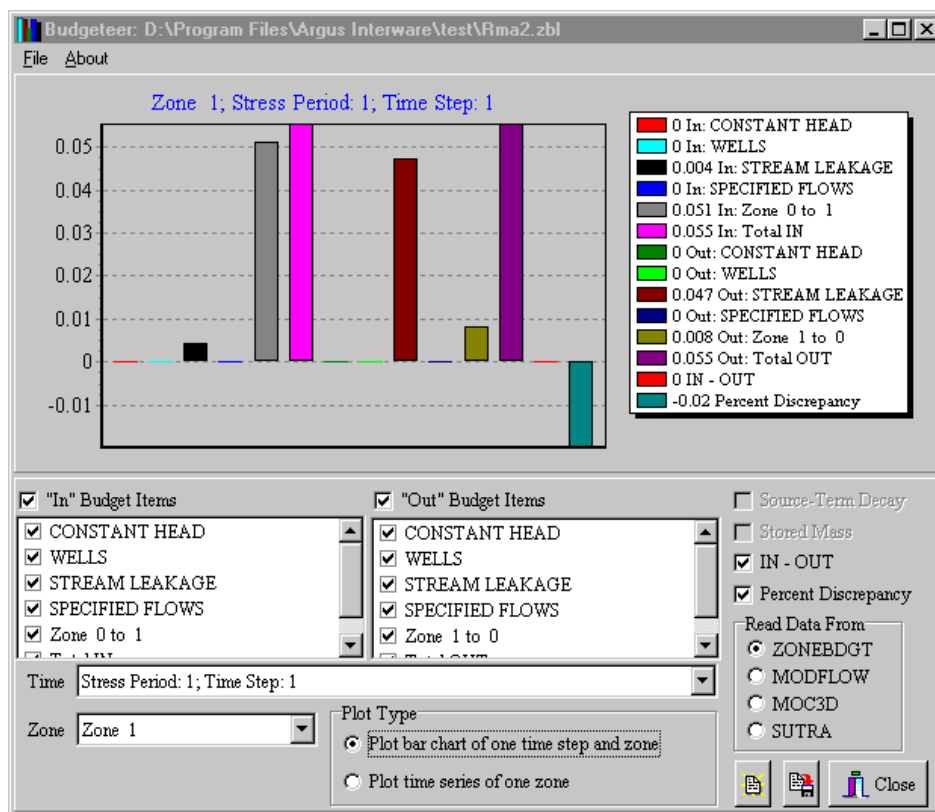 Budgeteer: D:\Program Files\Argus Interware\test\Rma2.zbl
File About
Zone 1; Stress Period: 1; Time Step: 1
0.05
0.04
0.03
0.02
0.01
0
-0.01
0 In: CONSTANT HEAD
0 In: WELLS
0.004 In: STREAM LEAKAGE
0 In: SPECIFIED FLOWS
0.051 In: Zone 0 to 1
0.055 In: Total IN
0 Out: CONSTANT HEAD
0 Out: WELLS
0.047 Out: STREAM LEAKAGE
0 Out: SPECIFIED FLOWS
0.008 Out: Zone 1 to 0
0.055 Out: Total OUT
0 IN - OUT
-0.02 Percent Discrepancy
"In" Budget Items
CONSTANT HEAD
WELLS
STREAM LEAKAGE
SPECIFIED FLOWS
Zone 0 to 1
Total IN
"Out" Budget Items
CONSTANT HEAD
WELLS
STREAM LEAKAGE
SPECIFIED FLOWS
Zone 1 to 0
Total OUT
Source-Term Decay
Stored Mass
IN - OUT
Percent Discrepancy
Read Data From
ZONEBDGT
MODFLOW
MOC3D
SUTRA
Time Stress Period: 1; Time Step: 1
Zone Zone 1
Plot Type
Plot bar chart of one time step and zone
Plot time series of one zone
Close